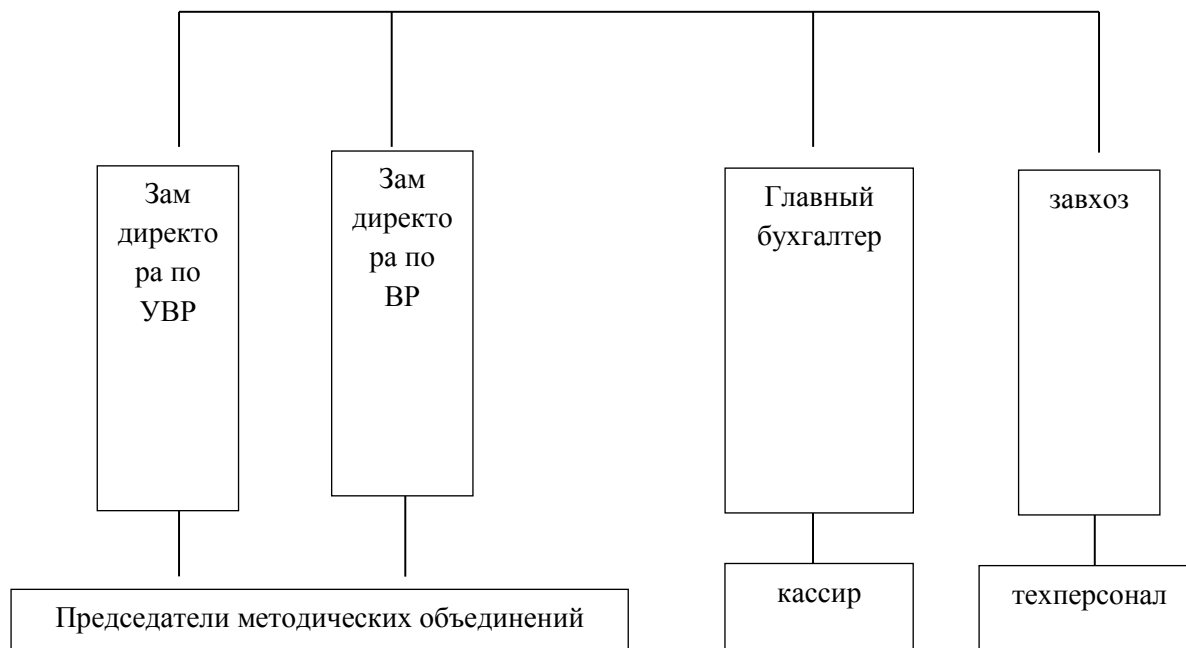 Зам
директо
ра по
УВР
Зам
директо
ра по
ВР
Главный
бухгалтер
завхоз
Председатели методических объединений
кассир
техперсонал